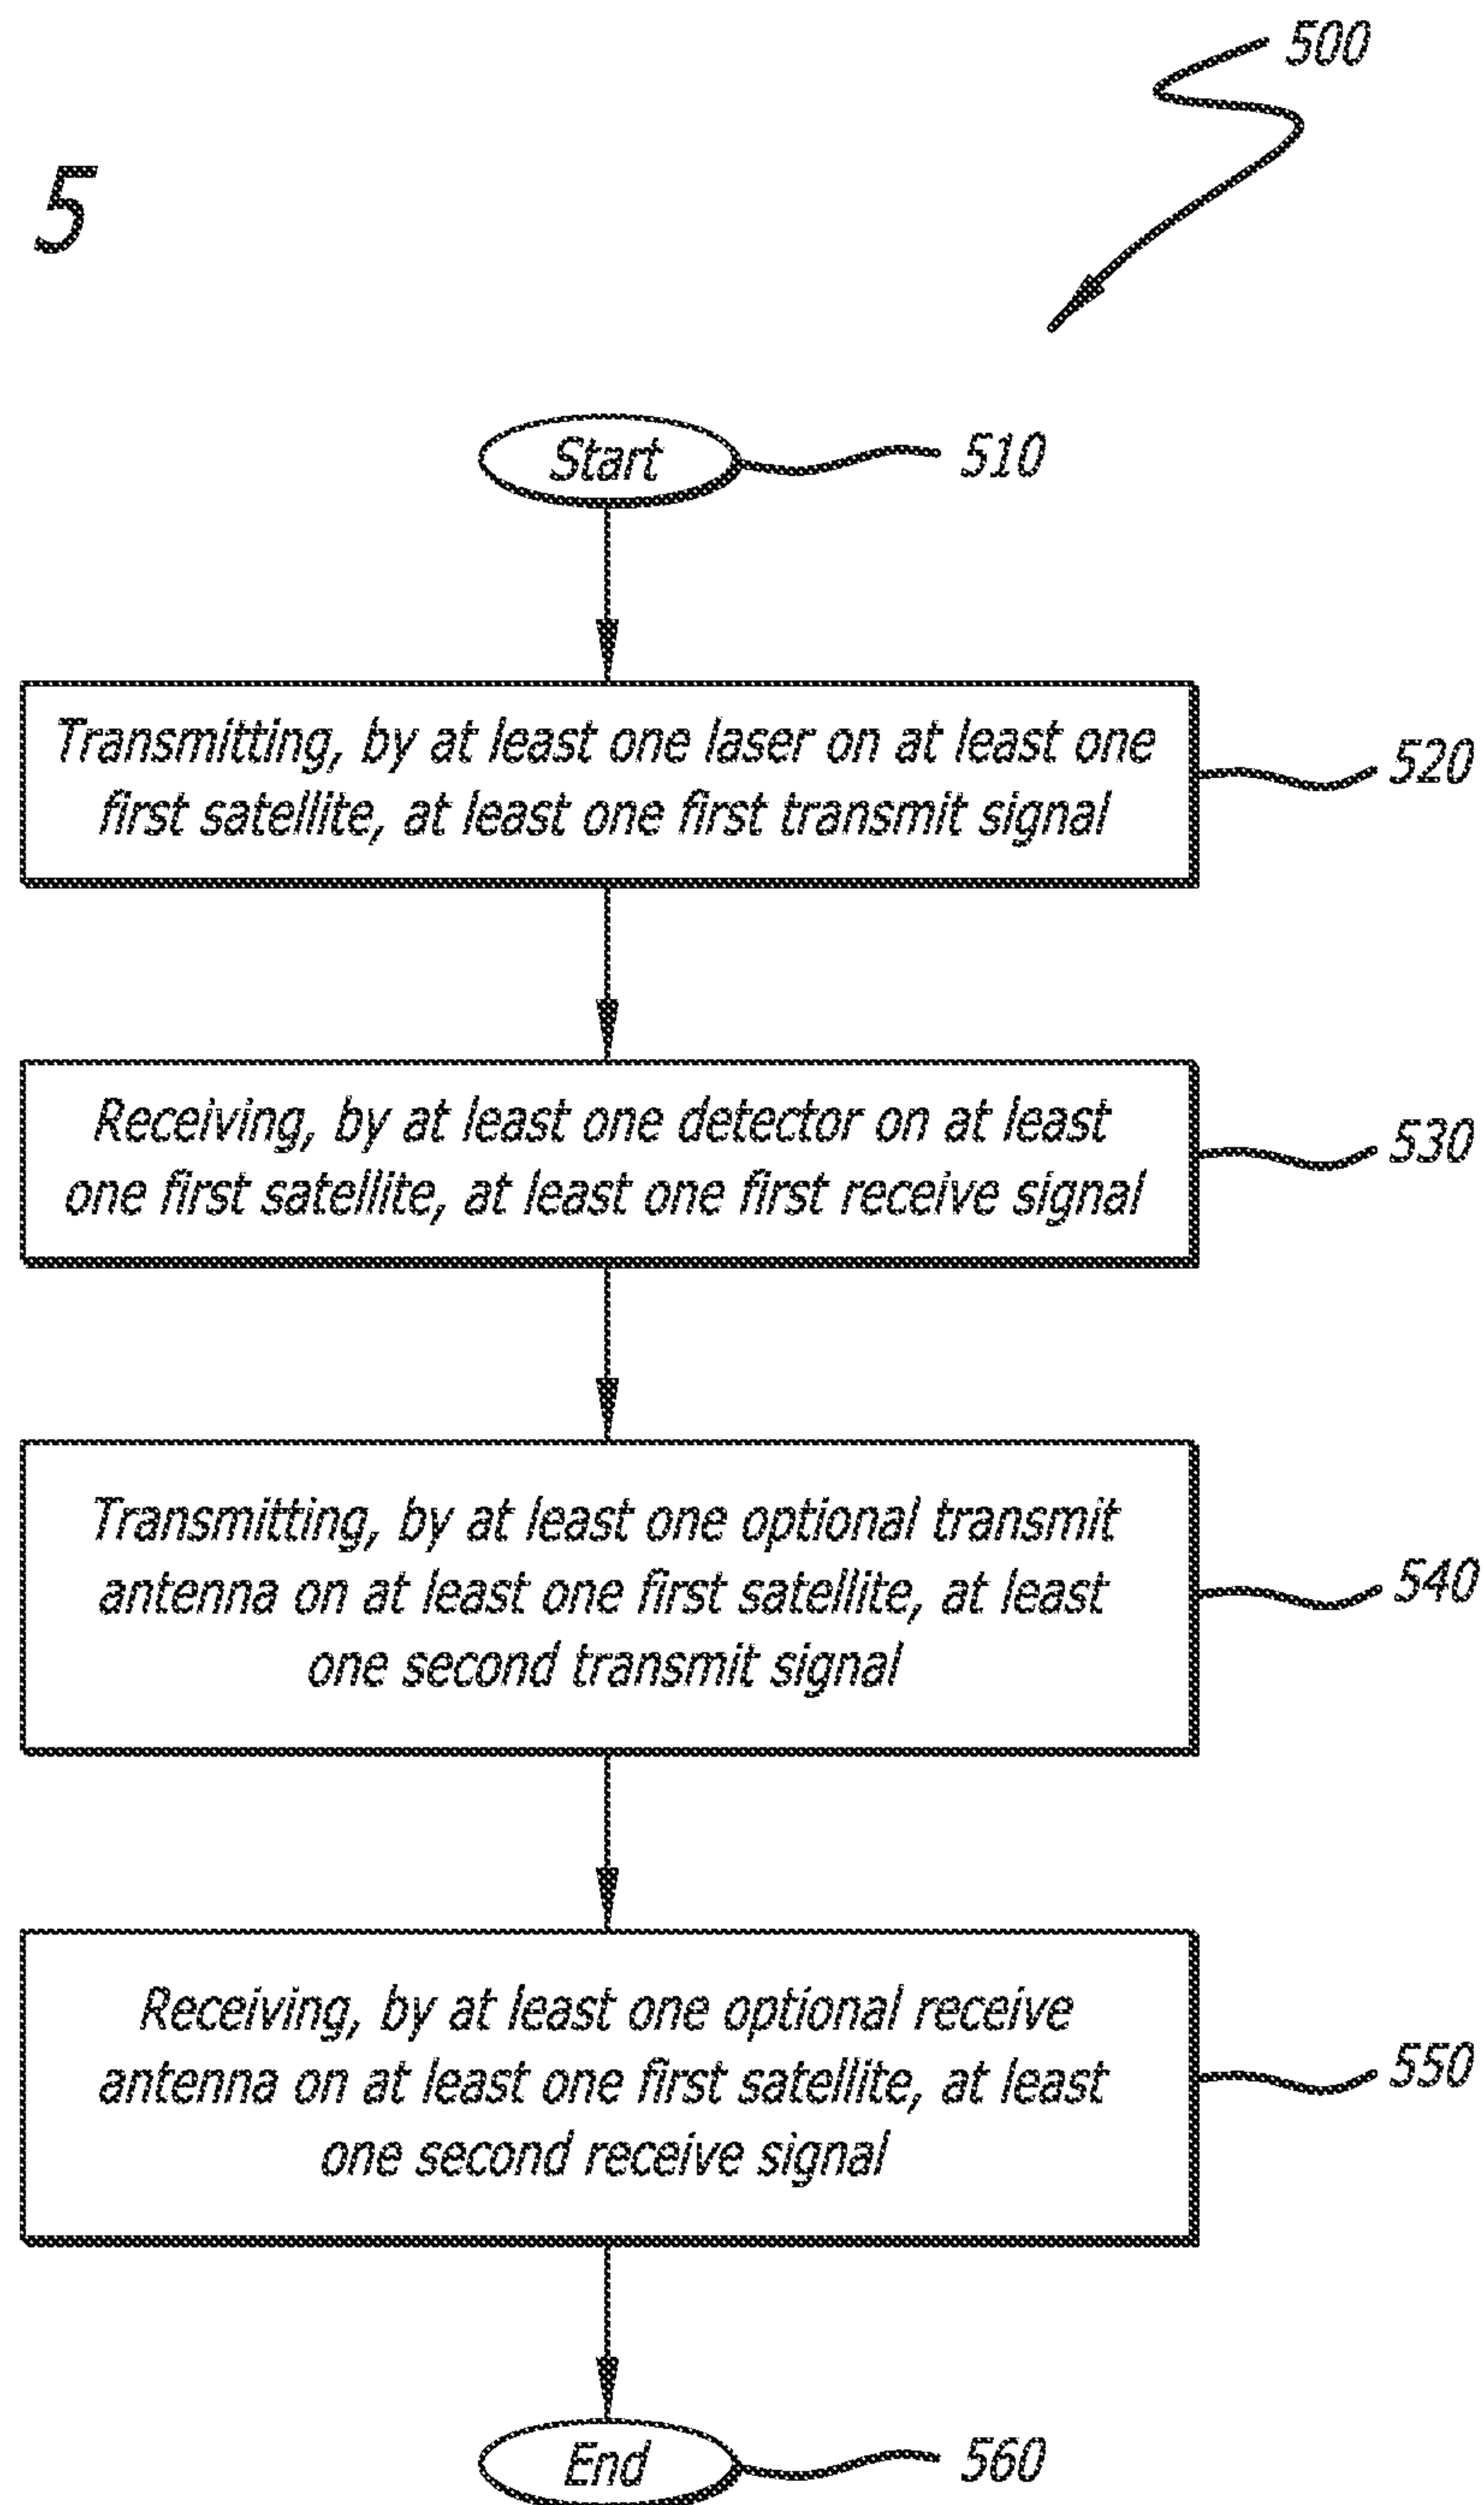 500
5
Start
510
Transmitting, by at least one laser on at least one
first satellite, at least one first transmit signal
520
Receiving, by at least one detector on at least
one first satellite, at least one first receive signal
530
Transmitting, by at least one optional transmit
antenna on at least one first satellite, at least
one second transmit signal
540
Receiving, by at least one optional receive
antenna on at least one first satellite, at least
one second receive signal
550
End
560